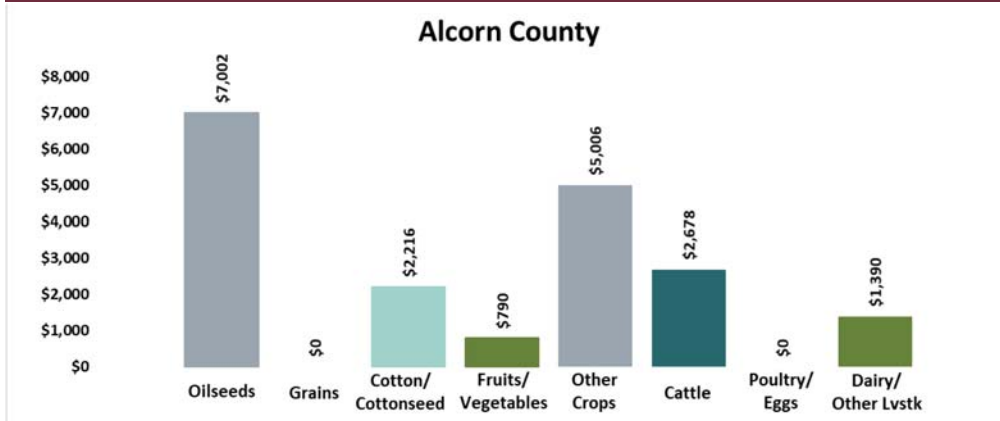 Alcorn County
$8,000
$7,000
$6,000
$5,000
$4,000
$3,000
$2,000
$1,000
$0
$7,002
$0
$2,216
$790
$5,006
$2,678
$0
$1,390
Oilseeds
Grains
Cotton/
Cottonseed
Fruits/
Vegetables
Other
Crops
Cattle
Poultry/
Eggs
Dairy/
Other Lvstk